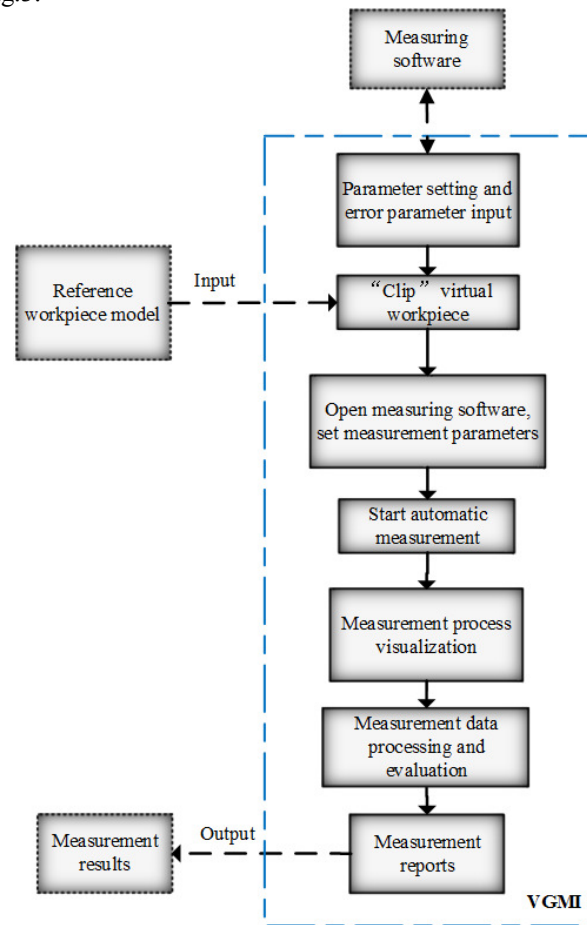 g.5.
Measuring
software
Parameter setting and
error parameter input
Reference
workpiece model
Input
“Clip” virtual
workpiece
Open measuring software,
set measurement parameters
Start automatic
measurement
Measurement process
visualization
Measurement data
processing and
evaluation
Measurement
results
Output
Measurement
reports
VGMI